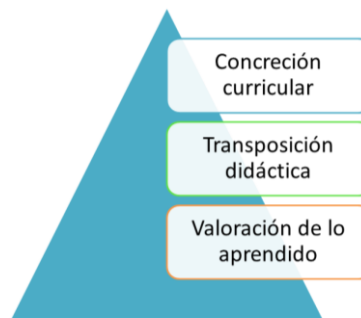 Concreción
curricular
Transposición
didáctica
Valoración de lo
aprendido